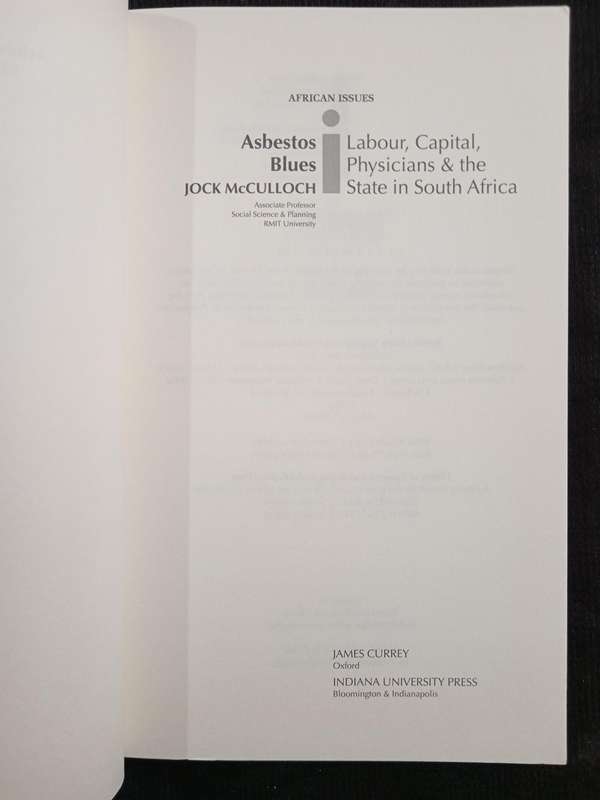 AFRICAN ISSUES
Asbestos
Blues
JOCK McCULLOCH
Associate Professor
Social Science & Planning
RMIT University
Labour, Capital,
Physicians & the
State in South Africa
JAMES CURREY
Oxford
INDIANA UNIVERSITY PRESS
Bloomington & Indianapolis